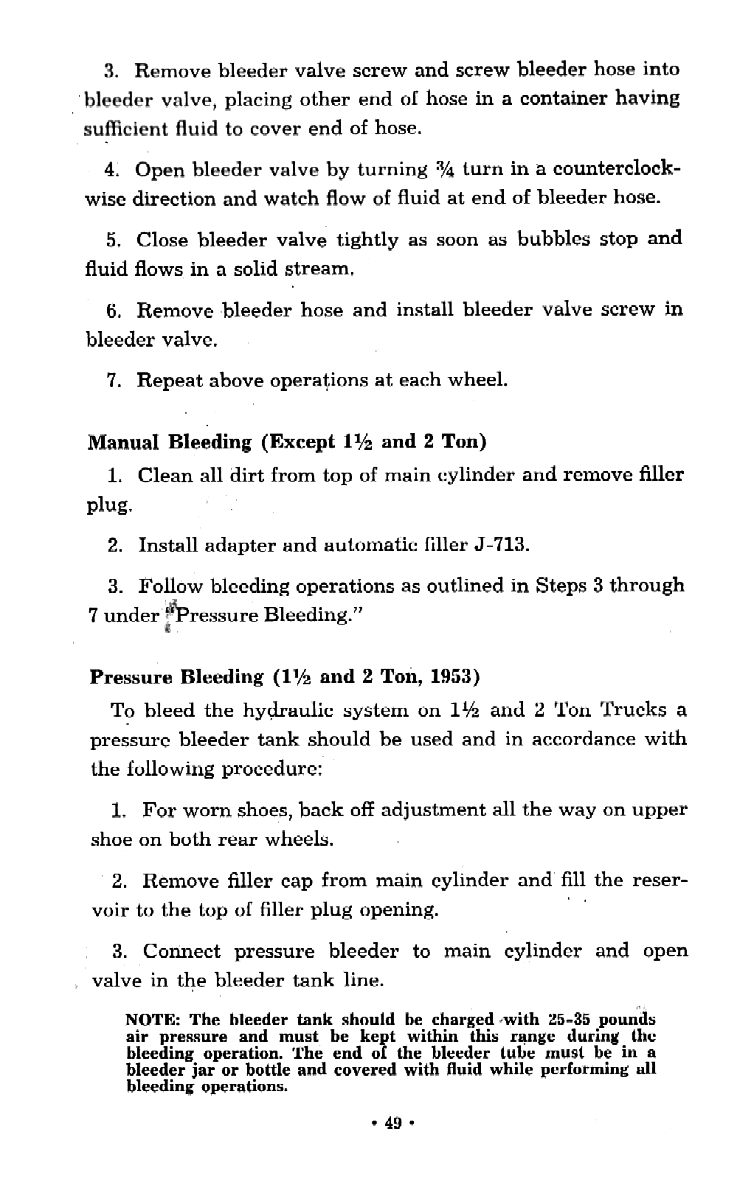 3. Remove bleeder valve screw and screw bleeder hose into
bleeder valve, placing other end of hose in a container having
sufficient fluid to cover end of hose.
4. Open bleeder valve by turning ¾ turn in a counterclock-
wise direction and watch flow of fluid at end of bleeder hose.
5. Close bleeder valve tightly as soon as bubbles stop and
fluid flows in a solid stream.
6. Remove bleeder hose and install bleeder valve screw in
bleeder valve.
7. Repeat above operations at each wheel.
Manual Bleeding (Except 1½ and 2 Ton)
1. Clean all dirt from top of main cylinder and remove filler
plug.
2. Install adapter and automatic filler J-713.
3. Follow bleeding operations as outlined in Steps 3 through
7 under "Pressure Bleeding."
Pressure Bleeding (1½ and 2 Ton, 1953)
To bleed the hydraulic system on 1½ and 2 Ton Trucks a
pressure bleeder tank should be used and in accordance with
the following procedure:
1. For worn shoes, back off adjustment all the way on upper
shoe on both rear wheels.
2. Remove filler cap from main cylinder and fill the reser-
voir to the top of filler plug opening.
3. Connect pressure bleeder to main cylinder and open
valve in the bleeder tank line.
NOTE: The bleeder tank should be charged with 25-35 pounds
air pressure and must be kept within this range during the
bleeding operation. The end of the bleeder tube must be in a
bleeder jar or bottle and covered with fluid while performing all
bleeding operations.
• 49 •